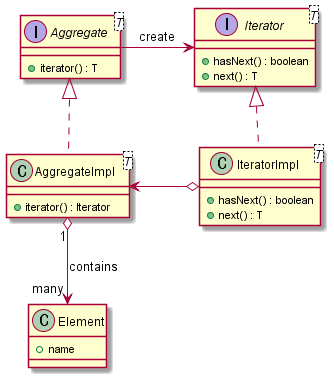 I Aggregate T
+ iterator() : T
create
I Iterator T
hasNext() : boolean
next() : T
C AggregateImpl T
iterator() : Iterator
C IteratorImpl T
hasNext() : boolean
next() : T
1
contains
many
C Element
name